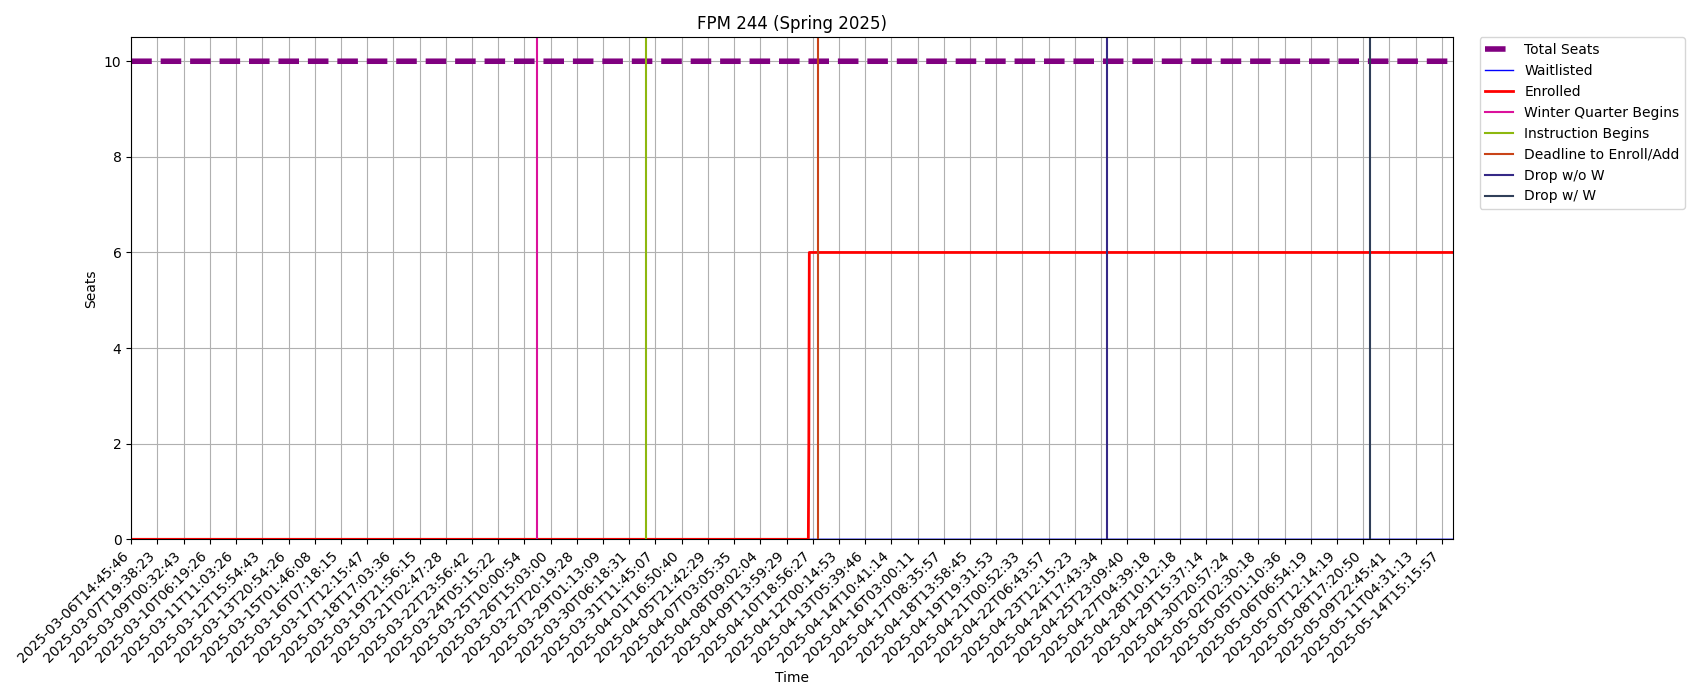 FPM 244 (Spring 2025)
10
8
6
4
2
0
Seats
2025-03-06T14:45:46
2025-03-07T19:38:23
2025-03-09T00:32:43
2025-03-10T06:19:26
2025-03-11T11:03:26
2025-03-12T15:54:43
2025-03-13T20:54:26
2025-03-15T01:46:08
2025-03-16T07:18:15
2025-03-17T12:15:47
2025-03-18T17:03:36
2025-03-19T21:56:15
2025-03-21T02:47:28
2025-03-22T23:56:42
2025-03-24T05:15:22
2025-03-25T10:00:54
2025-03-26T15:03:00
2025-03-27T20:19:28
2025-03-29T01:13:09
2025-03-30T06:18:31
2025-03-31T11:45:07
2025-04-01T16:50:40
2025-04-05T21:42:29
2025-04-07T03:05:35
2025-04-08T09:02:04
2025-04-09T13:59:29
2025-04-10T18:56:27
2025-04-12T00:14:53
2025-04-13T05:39:46
2025-04-14T10:41:14
2025-04-16T03:00:11
2025-04-17T08:35:57
2025-04-18T13:58:45
2025-04-19T19:31:53
2025-04-21T00:52:33
2025-04-22T06:43:57
2025-04-23T12:15:23
2025-04-24T17:43:34
2025-04-25T23:09:40
2025-04-27T04:39:18
2025-04-28T10:12:18
2025-04-29T15:37:14
2025-04-30T20:57:24
2025-05-02T02:30:18
2025-05-05T01:10:36
2025-05-06T06:54:19
2025-05-07T12:14:19
2025-05-08T17:20:50
2025-05-09T22:45:41
2025-05-11T04:31:13
2025-05-14T15:15:57
Time
Total Seats
Waitlisted
Enrolled
Winter Quarter Begins
Instruction Begins
Deadline to Enroll/Add
Drop w/o W
Drop w/ W